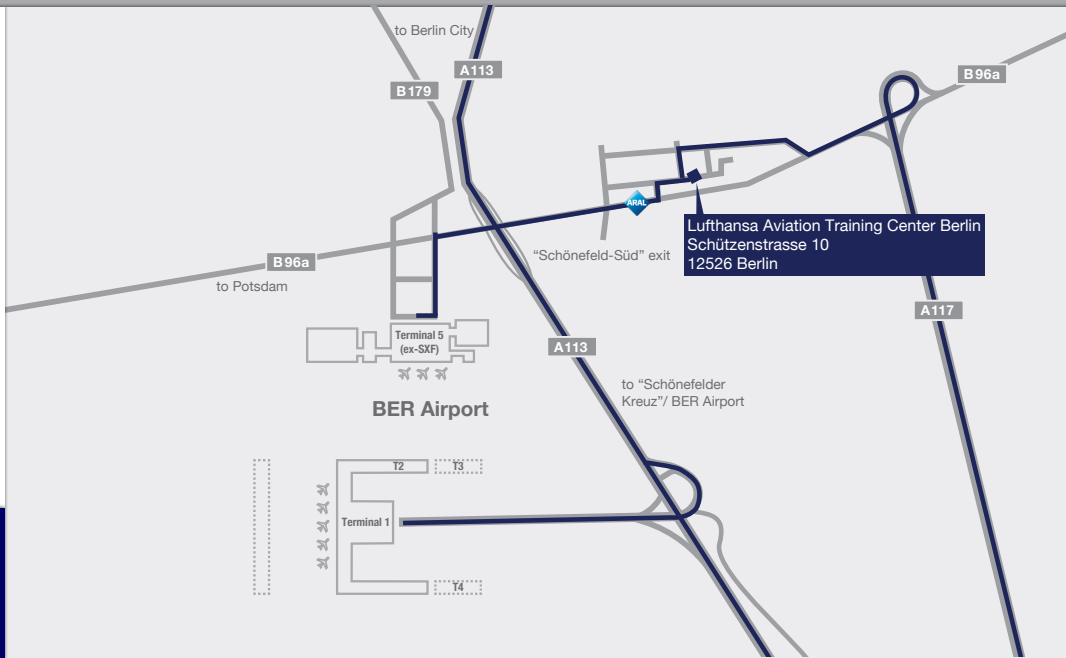 to Berlin City
A113
B96a
B179
ARAL
Lufthansa Aviation Training Center Berlin
Schützenstrasse 10
12526 Berlin
"Schönefeld-Süd" exit
B96a
to Potsdam
A117
Terminal 5
(ex-SXF)
A113
to "Schönefelder
Kreuz"/ BER Airport
BER Airport
T2
T3
Terminal 1
T4